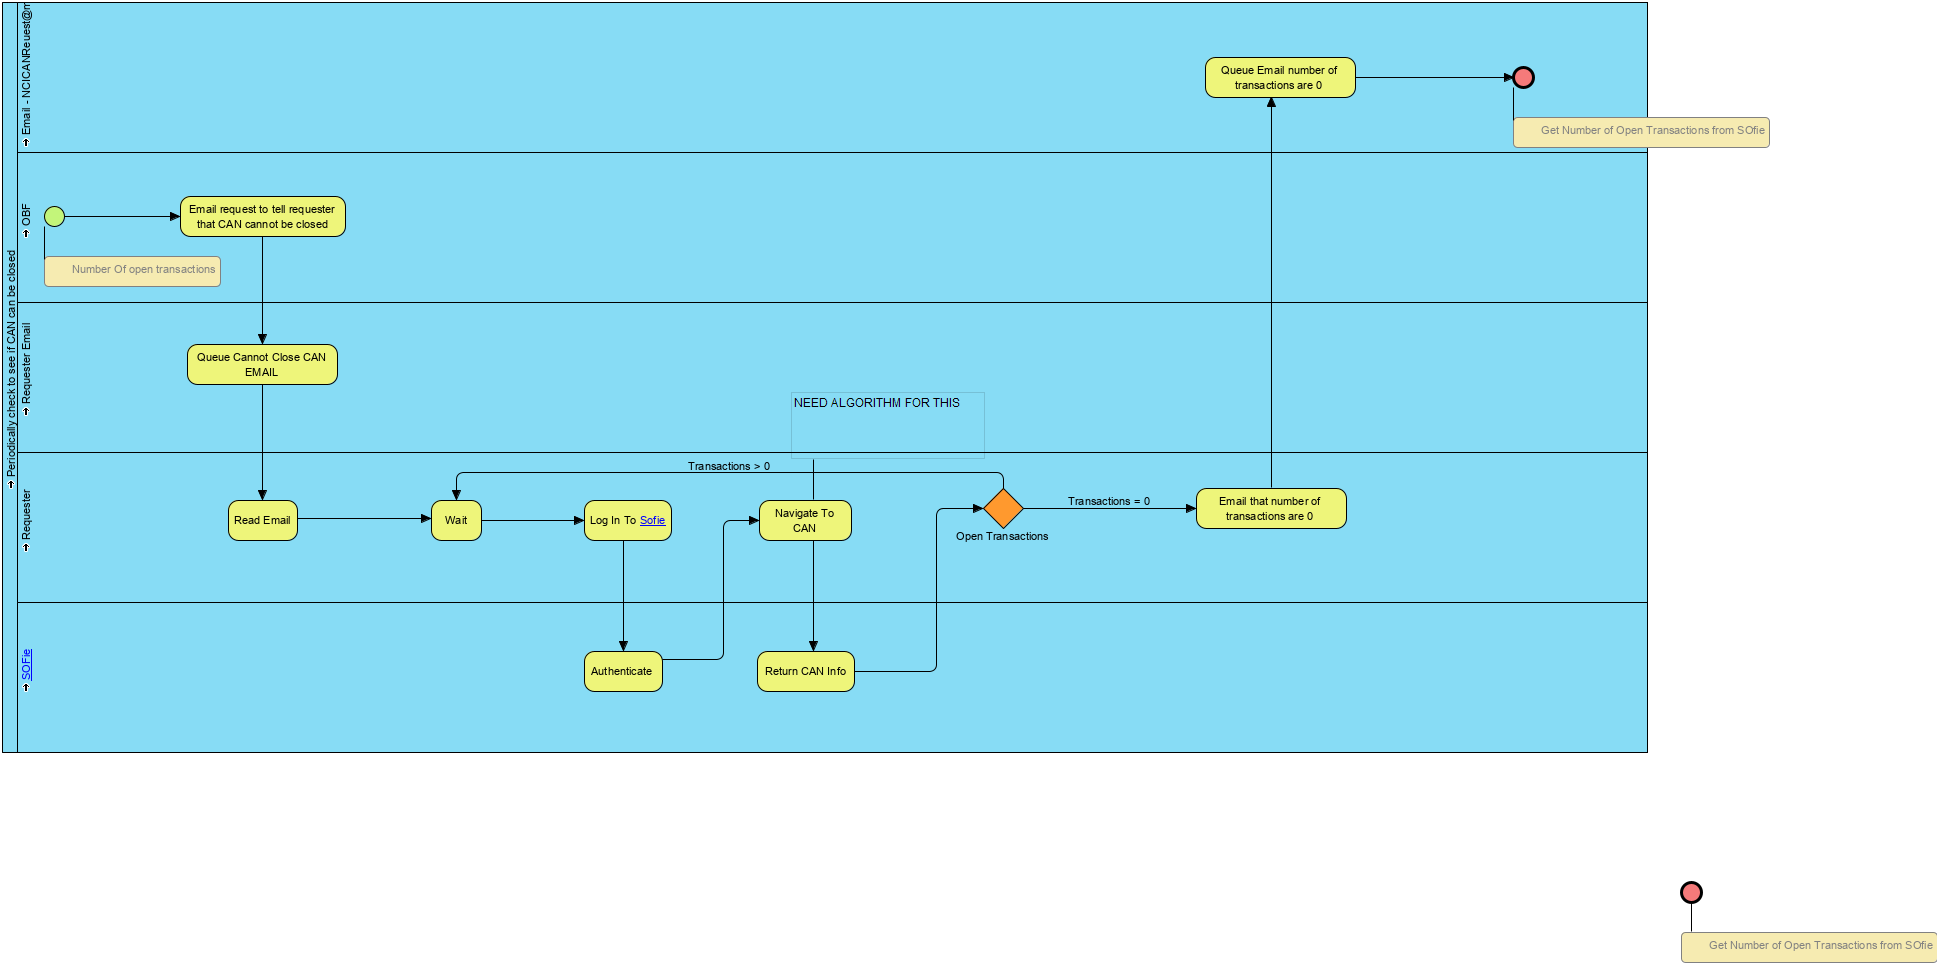 Periodically check to see if CAN can be closed
Email - NCICANReuest@
Queue Email number of
transactions are 0
Get Number of Open Transactions from SOfie
OBF
Email request to tell requester
that CAN cannot be closed
Number Of open transactions
Requester Email
Queue Cannot Close CAN
EMAIL
NEED ALGORITHM FOR THIS
Requester
Transactions > 0
Read Email
Wait
Log In To Sofie
Navigate To
CAN
Open Transactions
Transactions = 0
Email that number of
transactions are 0
SOFie
Authenticate
Return CAN Info
Get Number of Open Transactions from SOfie